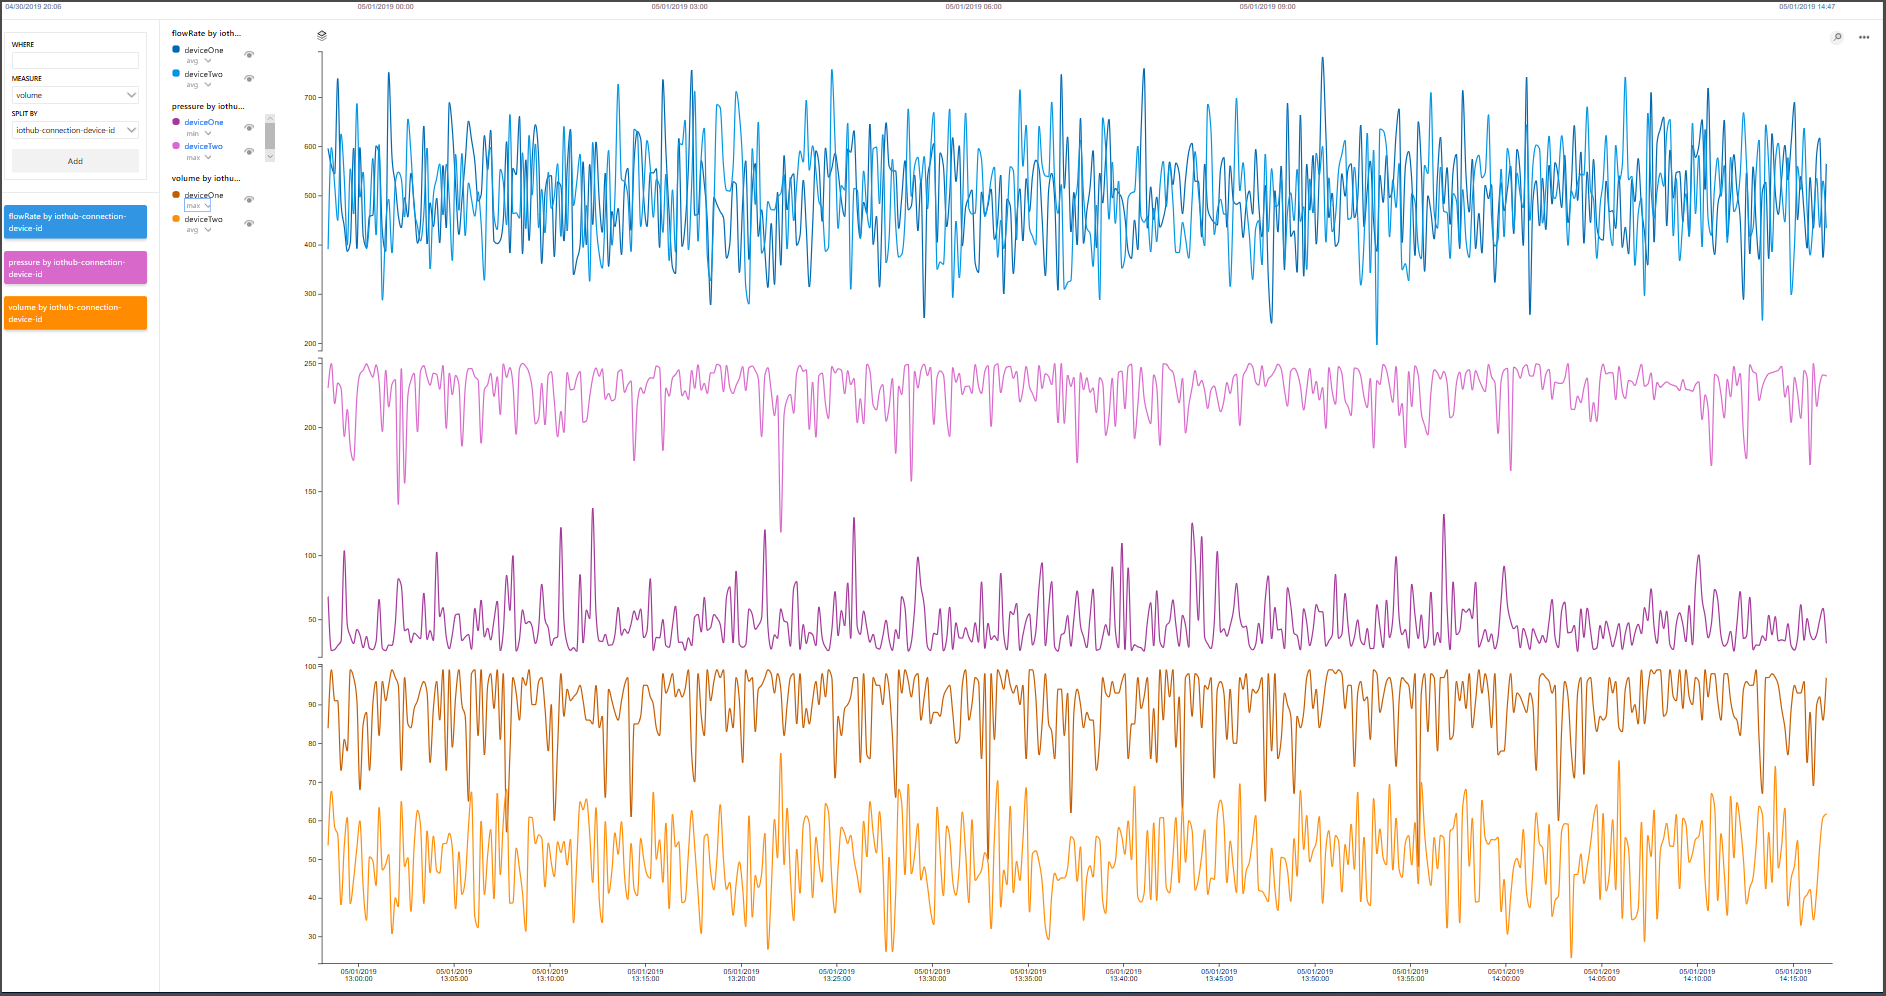 04/30/2019 20:06
05/01/2019 00:00
05/01/2019 03:00
05/01/2019 06:00
05/01/2019 09:00
05/01/2019 14:47
WHERE
MEASURE
volume
SPLIT BY
iothub-connection-device-id
Add
flowRate by iothub-connection-
device-id
pressure by iothub-connection-
device-id
volume by iothub-connection-
device-id
flowRate by ioth...
deviceOne
avg
deviceTwo
avg
pressure by iothu...
deviceOne
min
deviceTwo
max
volume by iothu...
deviceOne
max
deviceTwo
avg
700
600
500
400
300
200
250
200
150
100
50
100
90
80
70
60
50
40
30
05/01/2019
13:00:00
05/01/2019
13:05:00
05/01/2019
13:10:00
05/01/2019
13:15:00
05/01/2019
13:20:00
05/01/2019
13:25:00
05/01/2019
13:30:00
05/01/2019
13:35:00
05/01/2019
13:40:00
05/01/2019
13:45:00
05/01/2019
13:50:00
05/01/2019
13:55:00
05/01/2019
14:00:00
05/01/2019
14:05:00
05/01/2019
14:10:00
05/01/2019
14:15:00